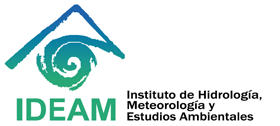 IDEAM
Instituto de Hidrología,
Meteorología y
Estudios Ambientales